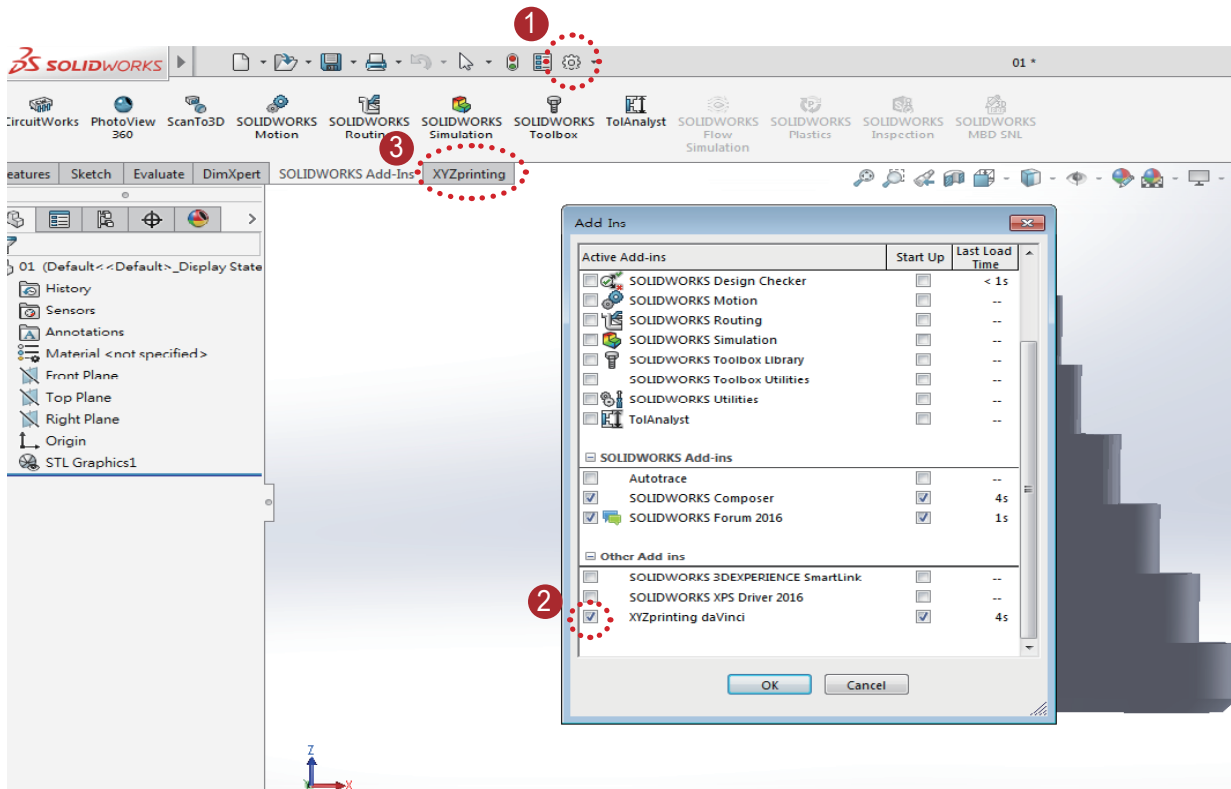 1
SOLIDWORKS
01 *
CircuitWorks
PhotoView 360
ScanTo3D
SOLIDWORKS Motion
SOLIDWORKS Routing
SOLIDWORKS Simulation
SOLIDWORKS Toolbox
TolAnalyst
SOLIDWORKS Flow Simulation
SOLIDWORKS Plastics
SOLIDWORKS Inspection
SOLIDWORKS MBD SNL
3
eatures Sketch Evaluate DimXpert SOLIDWORKS Add-Ins XYZprinting
01 (Default<<Default>_Display State
History
Sensors
Annotations
Material <not specified>
Front Plane
Top Plane
Right Plane
Origin
STL Graphics1
Add Ins
Active Add-ins Start Up Last Load Time
SOLIDWORKS Design Checker < 1s
SOLIDWORKS Motion --
SOLIDWORKS Routing --
SOLIDWORKS Simulation --
SOLIDWORKS Toolbox Library --
SOLIDWORKS Toolbox Utilities --
SOLIDWORKS Utilities --
TolAnalyst --
SOLIDWORKS Add-ins
Autotrace --
SOLIDWORKS Composer 4s
SOLIDWORKS Forum 2016 1s
Other Add ins
SOLIDWORKS 3DEXPERIENCE SmartLink --
SOLIDWORKS XPS Driver 2016 --
2
XYZprinting daVinci 4s
OK Cancel
Z
X